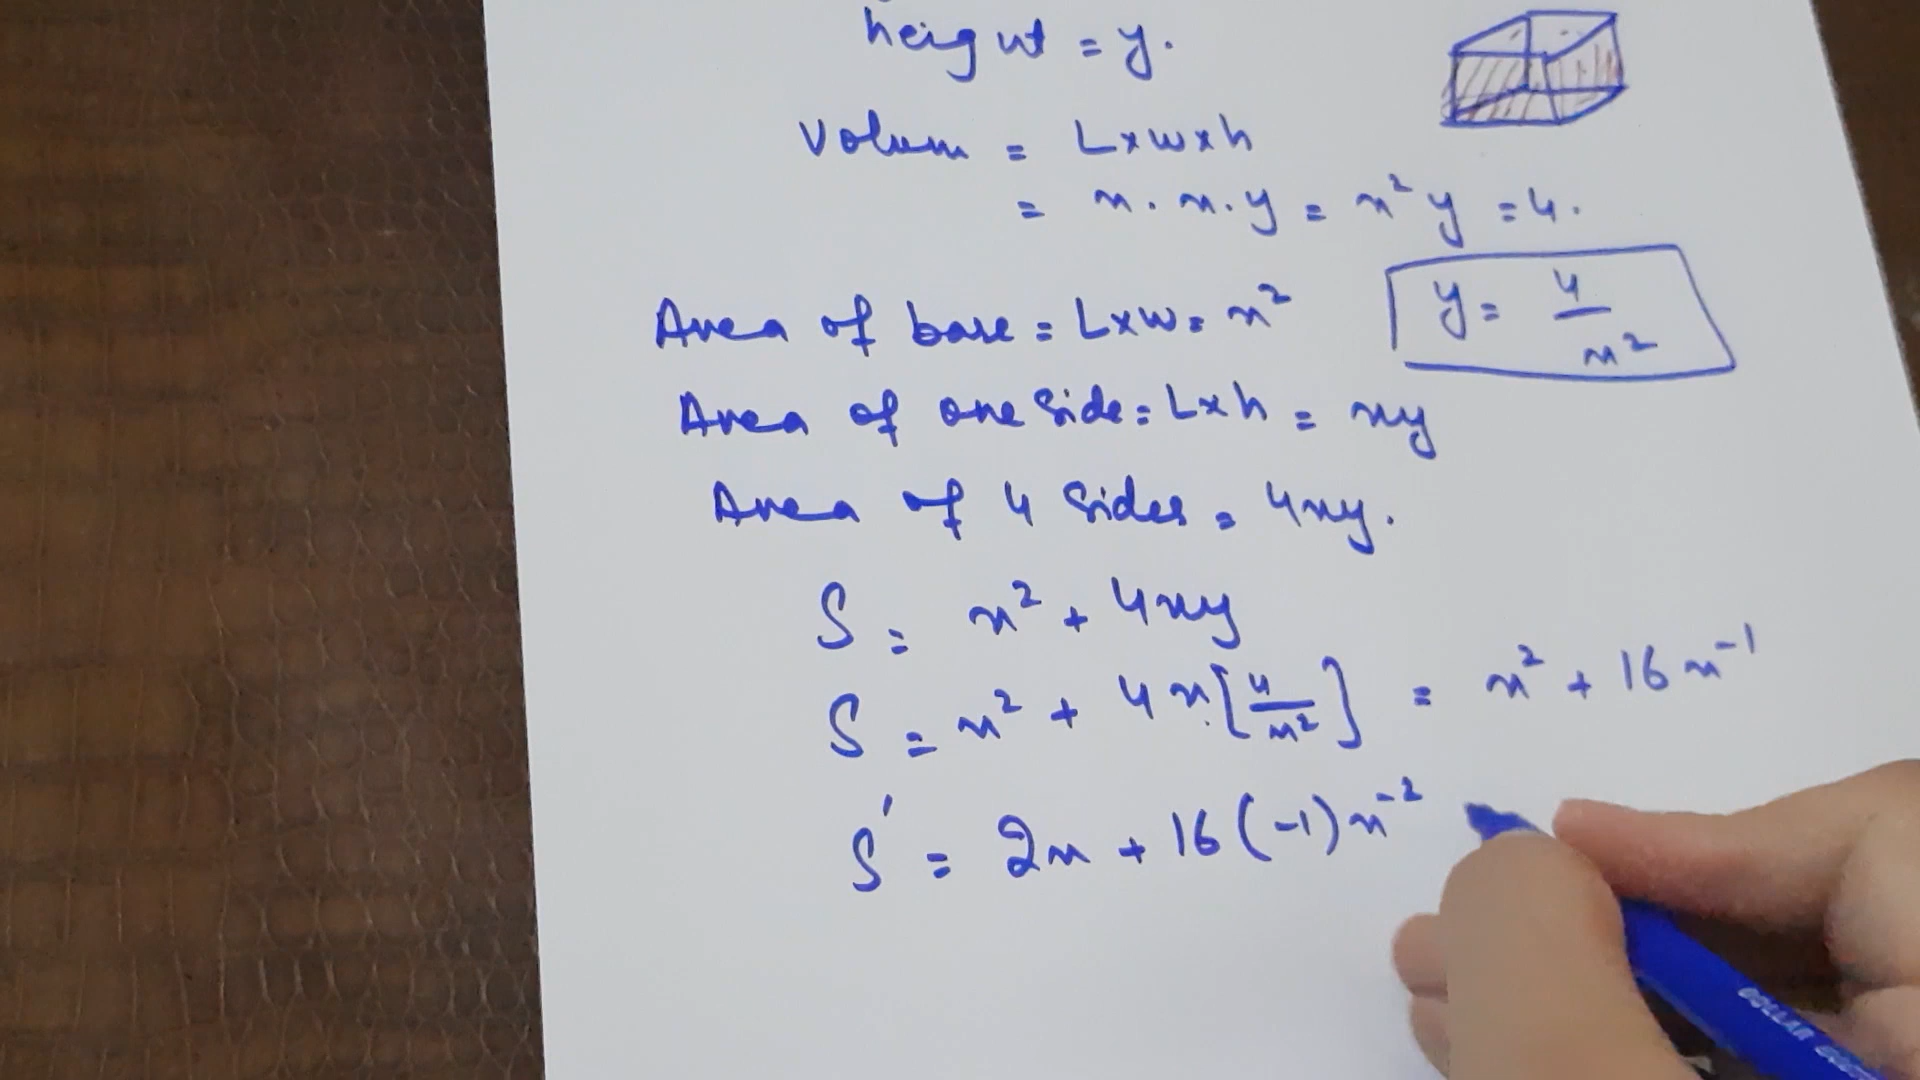 height = y.
Volum = L×w×h
= x.x.y = x²y = 4.
Area of base = L×w = x²
y = 4/x²
Area of one Side = L×h = xy
Area of 4 Sides = 4xy.
S = x² + 4xy
S = x² + 4x[4/x²] = x² + 16x⁻¹
S' = 2x + 16(-1)x⁻²
DOLLAR